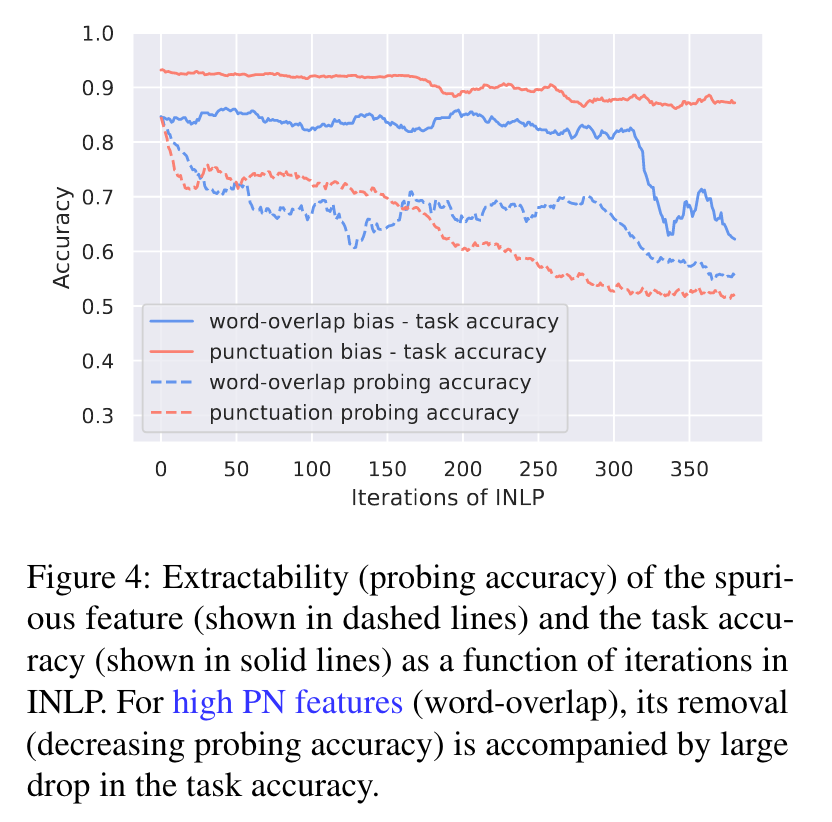 1.0
0.9
0.8
0.7
0.6
0.5
0.4
0.3
Accuracy
word-overlap bias - task accuracy
punctuation bias - task accuracy
word-overlap probing accuracy
punctuation probing accuracy
0 50 100 150 200 250 300 350
Iterations of INLP
Figure 4: Extractability (probing accuracy) of the spuri-
ous feature (shown in dashed lines) and the task accu-
racy (shown in solid lines) as a function of iterations in
INLP. For high PN features (word-overlap), its removal
(decreasing probing accuracy) is accompanied by large
drop in the task accuracy.